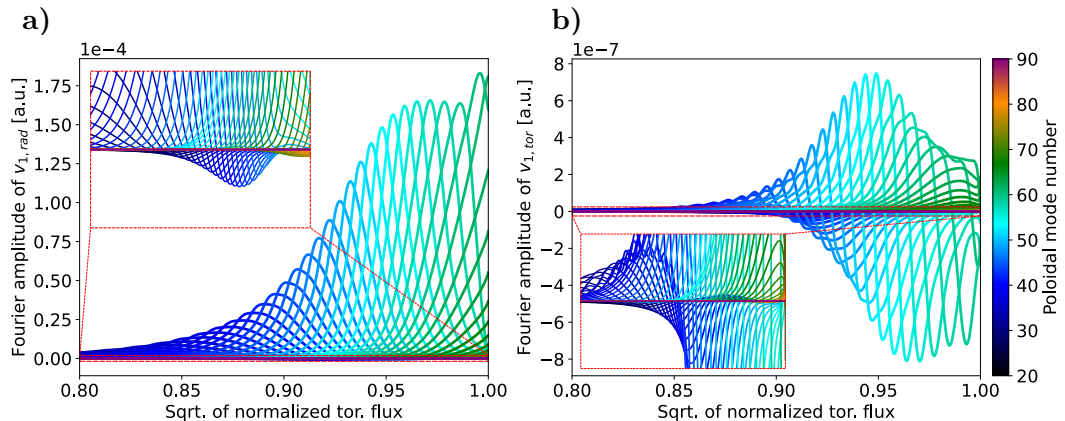 a)
1e−4
Fourier amplitude of v1,rad [a.u.]
1.75
1.50
1.25
1.00
0.75
0.50
0.25
0.00
0.80 0.85 0.90 0.95 1.00
Sqrt. of normalized tor. flux
b)
1e−7
Fourier amplitude of v1,tor [a.u.]
8
6
4
2
0
−2
−4
−6
−8
0.80 0.85 0.90 0.95 1.00
Sqrt. of normalized tor. flux
90
80
70
60
50
40
30
20
Poloidal mode number